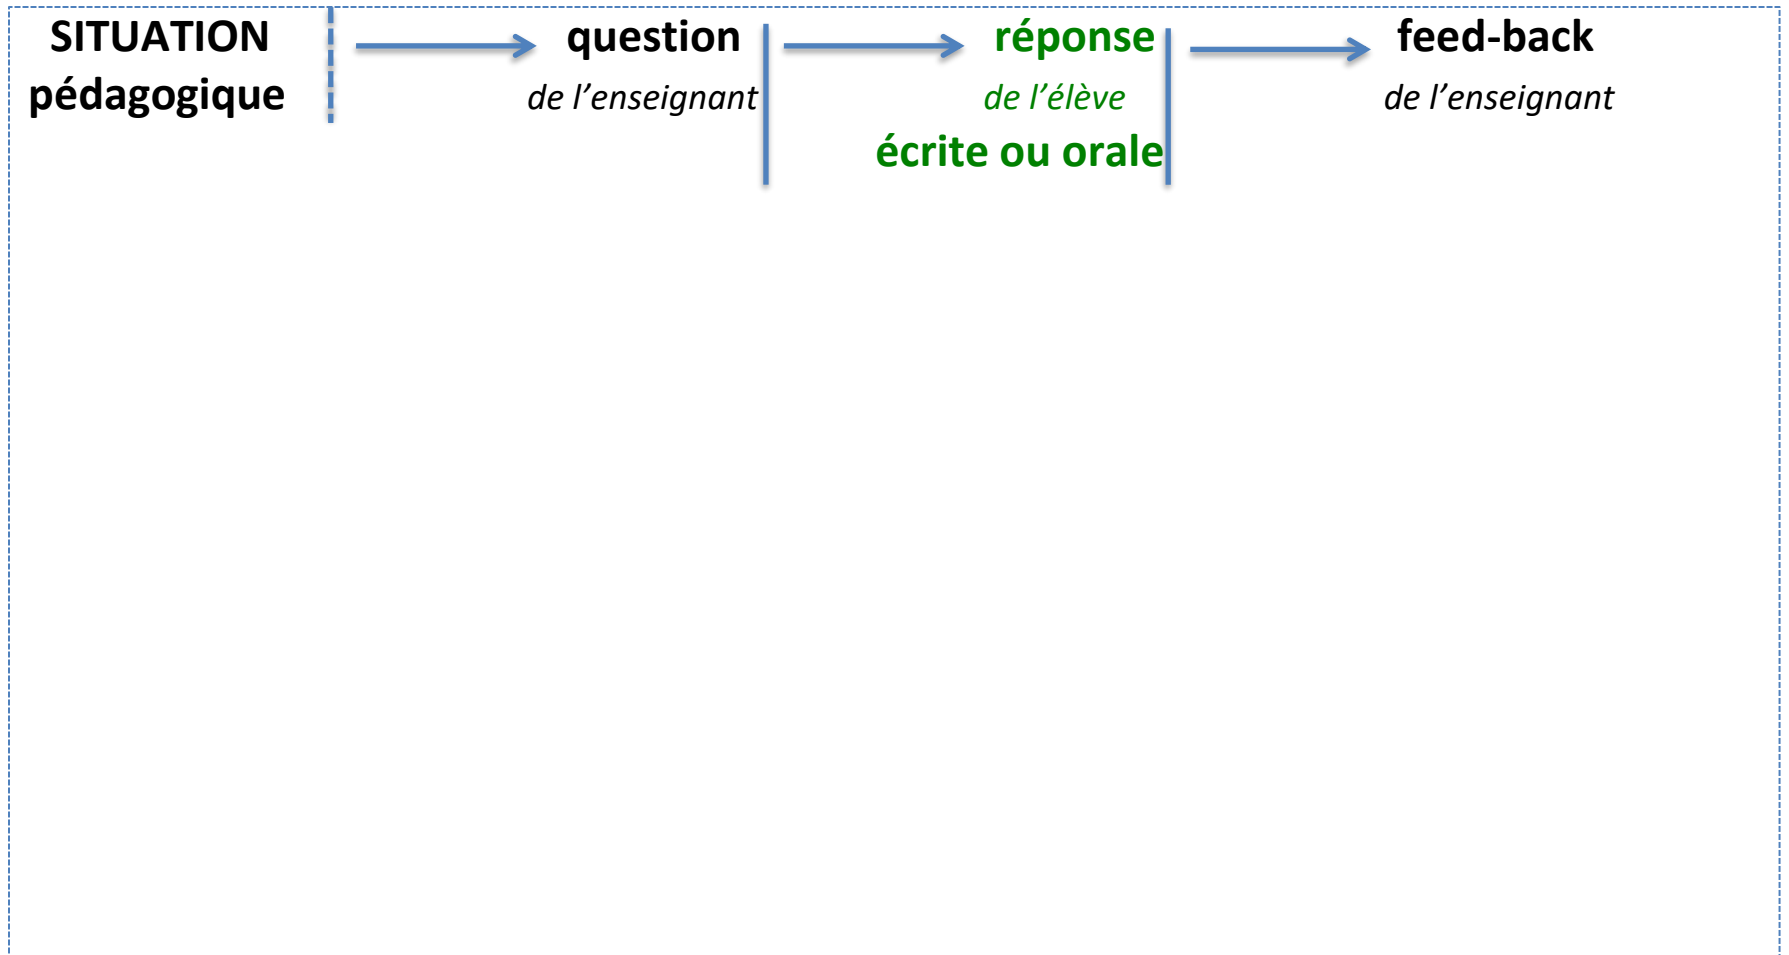 SITUATION question réponse feed-back
pédagogique de l’enseignant de l’élève de l’enseignant
écrite ou orale